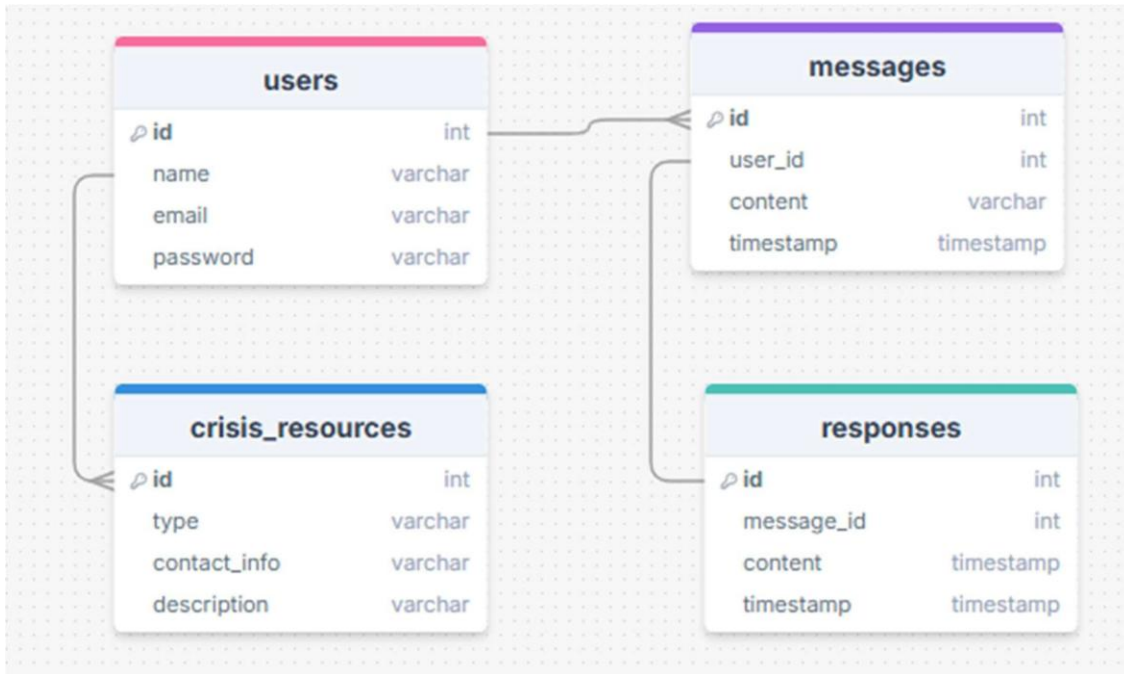 users
id int
name varchar
email varchar
password varchar
messages
id int
user_id int
content varchar
timestamp timestamp
crisis_resources
id int
type varchar
contact_info varchar
description varchar
responses
id int
message_id int
content timestamp
timestamp timestamp